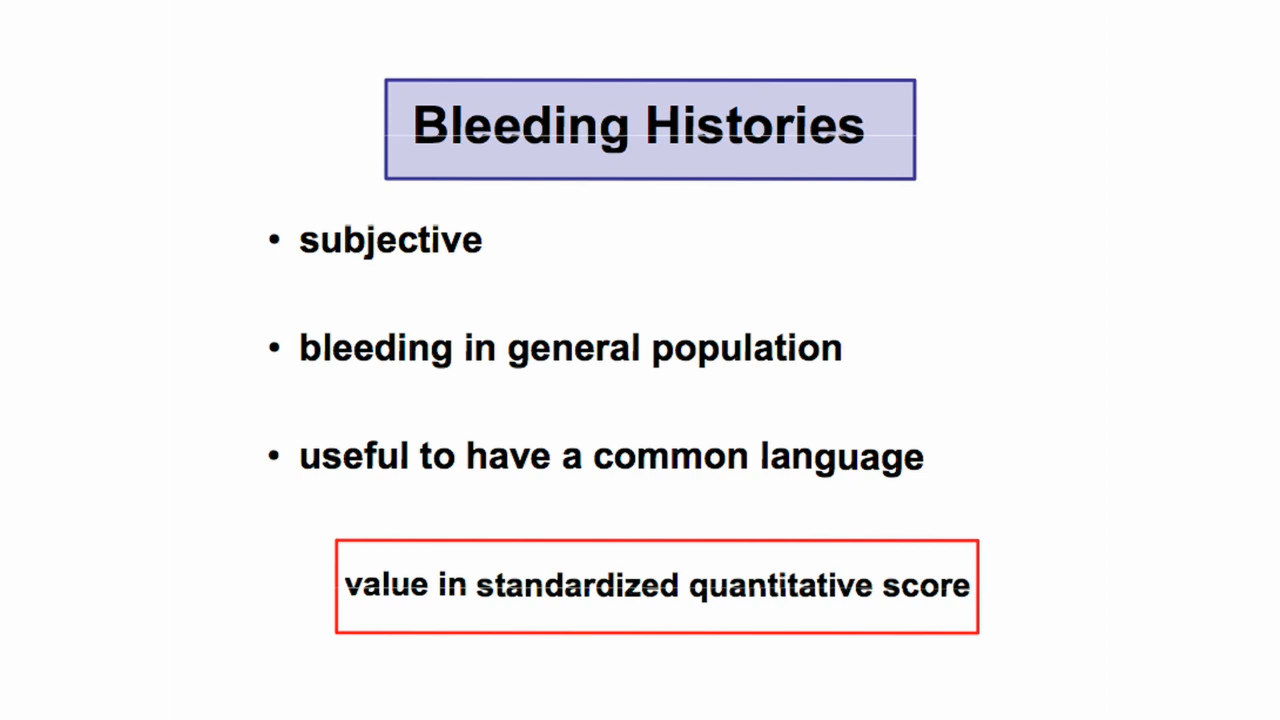 Bleeding Histories
• subjective
• bleeding in general population
• useful to have a common language
value in standardized quantitative score